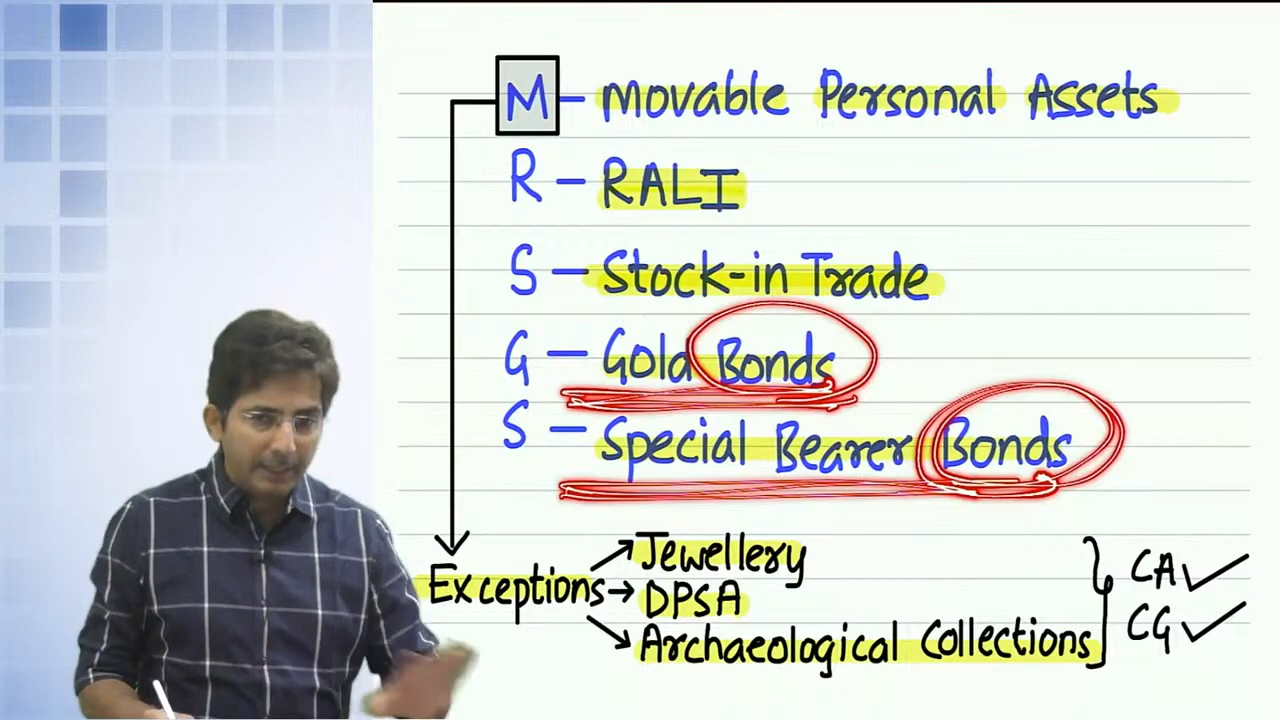 M - Movable Personal Assets
R - RALI
S - Stock-in Trade
G - Gold Bonds
S - Special Bearer Bonds
Exceptions → Jewellery
→ DPSA
→ Archaeological Collections
CA ✓
CG ✓